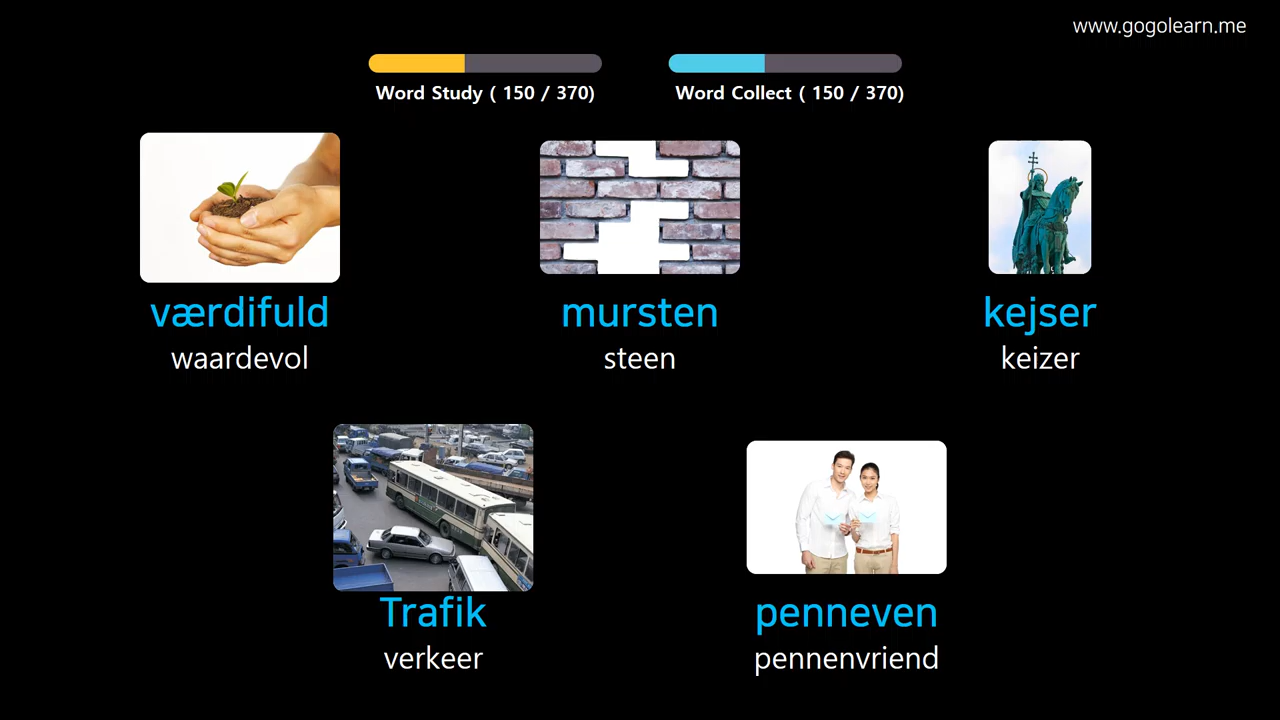 www.gogolearn.me
Word Study ( 150 / 370)
Word Collect ( 150 / 370)
værdifuld
waardevol
mursten
steen
kejser
keizer
Trafik
verkeer
penneven
pennenvriend